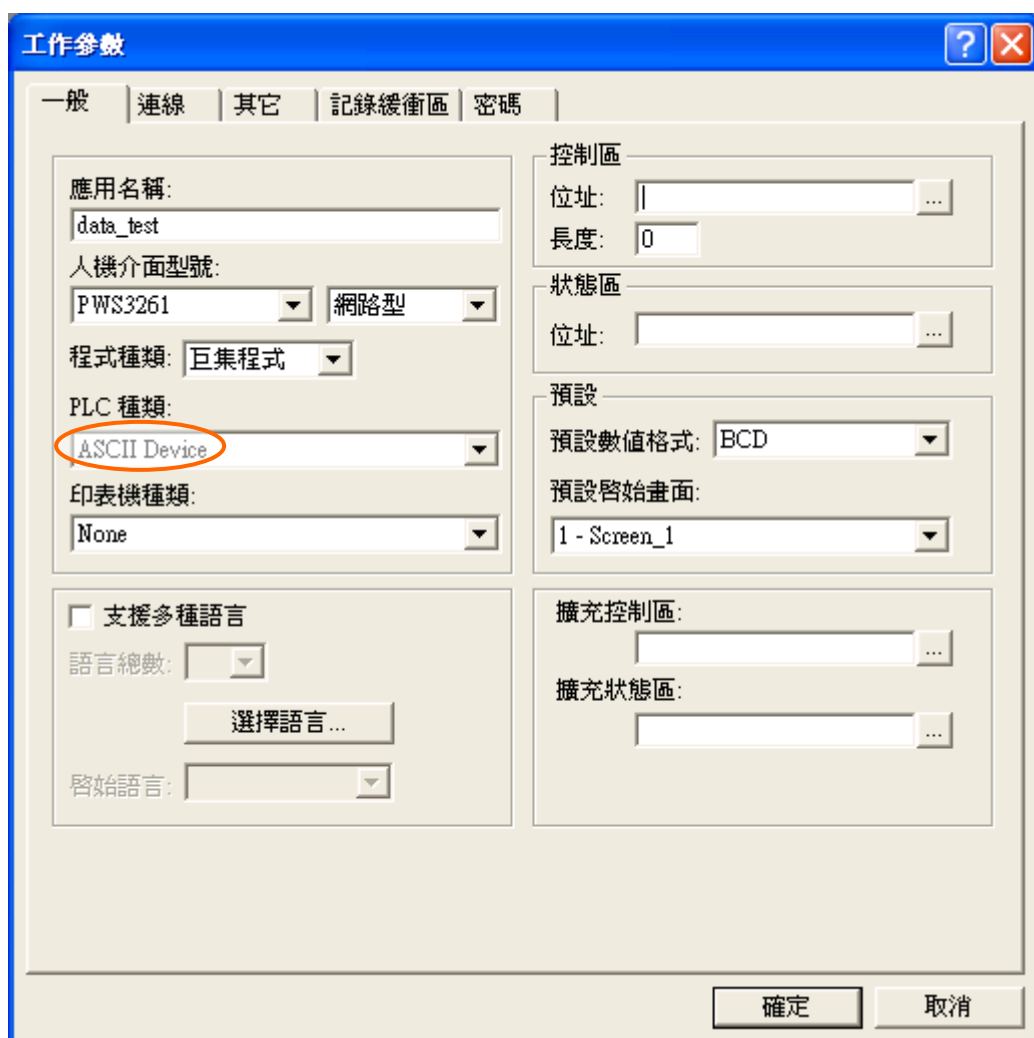 工作參數
一般 連線 其它 記錄緩衝區 密碼
應用名稱:
data_test
人機介面型號:
PWS3261 網路型
程式種類: 巨集程式
PLC 種類:
ASCII Device
印表機種類:
None
支援多種語言
語言總數:
選擇語言...
啓始語言:
控制區
位址: ...
長度: 0
狀態區
位址: ...
預設
預設數值格式: BCD
預設啓始畫面:
1 - Screen_1
擴充控制區:
...
擴充狀態區:
...
確定 取消